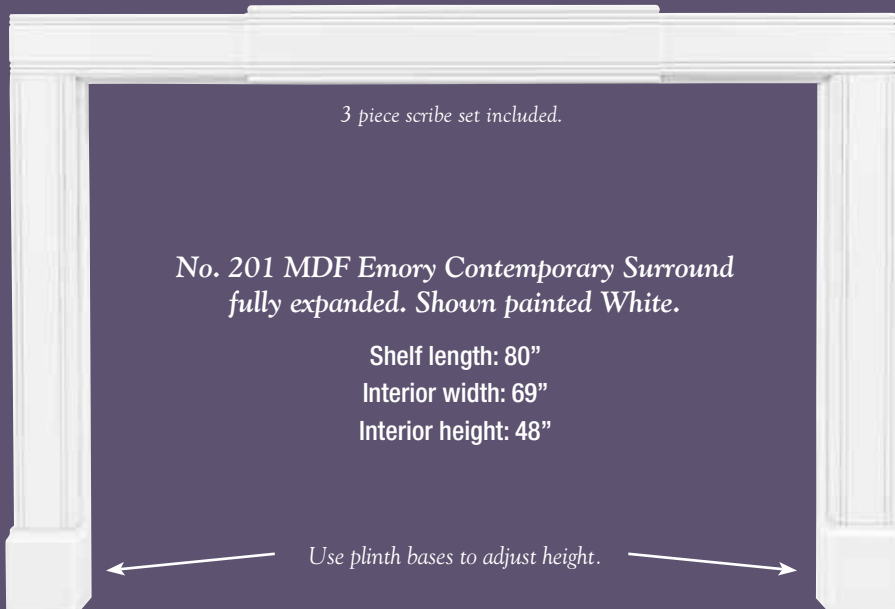 3 piece scribe set included.
No. 201 MDF Emory Contemporary Surround
fully expanded. Shown painted White.
Shelf length: 80”
Interior width: 69”
Interior height: 48”
Use plinth bases to adjust height.